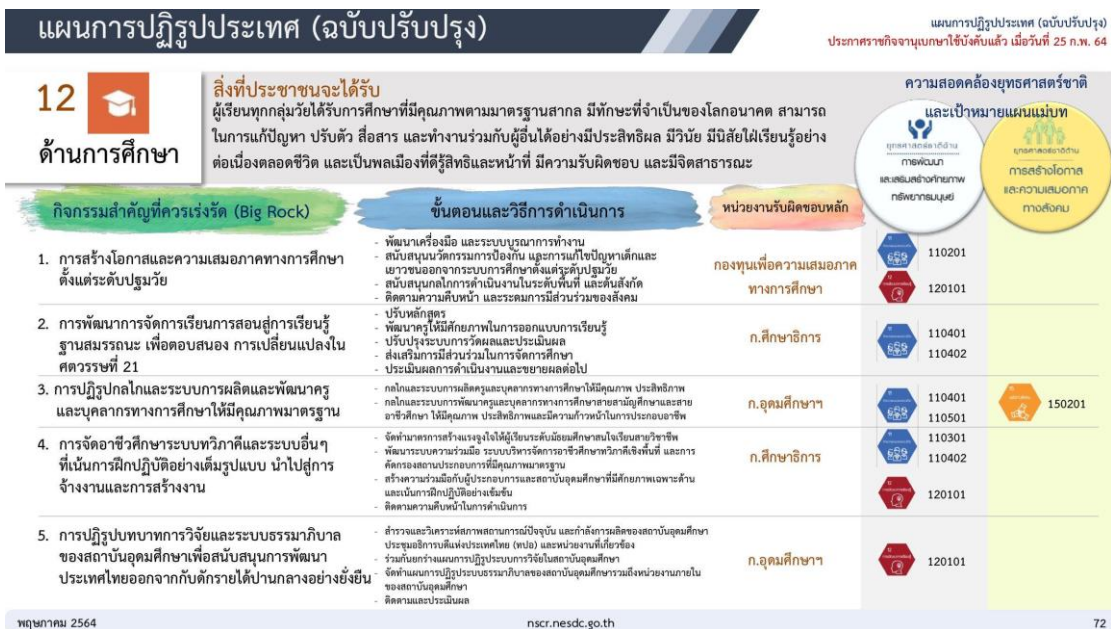 แผนการปฏิรูปประเทศ (ฉบับปรับปรุง)
แผนการปฏิรูปประเทศ (ฉบับปรับปรุง)
ประกาศราชกิจจานุเบกษาใช้บังคับแล้ว เมื่อวันที่ 25 ก.พ. 64
12
ด้านการศึกษา
สิ่งที่ประชาชนจะได้รับ
ผู้เรียนทุกกลุ่มวัยได้รับการศึกษาที่มีคุณภาพตามมาตรฐานสากล มีทักษะที่จำเป็นของโลกอนาคต สามารถ
ในการแก้ปัญหา ปรับตัว สื่อสาร และทำงานร่วมกับผู้อื่นได้อย่างมีประสิทธิผล มีวินัย มีนิสัยใฝ่เรียนรู้อย่าง
ต่อเนื่องตลอดชีวิต และเป็นพลเมืองที่ดีรู้สิทธิและหน้าที่ มีความรับผิดชอบ และมีจิตสาธารณะ
ความสอดคล้องยุทธศาสตร์ชาติ
และเป้าหมายแผนแม่บท
ยุทธศาสตร์ชาติด้าน
การพัฒนา
และเสริมสร้างศักยภาพ
ทรัพยากรมนุษย์
ยุทธศาสตร์ชาติด้าน
การสร้างโอกาส
และความเสมอภาค
ทางสังคม
กิจกรรมสำคัญที่ควรเร่งรัด (Big Rock)
ขั้นตอนและวิธีการดำเนินการ
หน่วยงานรับผิดชอบหลัก
1. การสร้างโอกาสและความเสมอภาคทางการศึกษา
ตั้งแต่ระดับปฐมวัย
- พัฒนาเครื่องมือ และระบบบูรณาการทำงาน
- สนับสนุนนวัตกรรมการป้องกัน และการแก้ไขปัญหาเด็กและ
เยาวชนออกจากระบบการศึกษาตั้งแต่ระดับปฐมวัย
- สนับสนุนกลไกการดำเนินงานในระดับพื้นที่ และต้นสังกัด
- ติดตามความคืบหน้า และระดมการมีส่วนร่วมของสังคม
กองทุนเพื่อความเสมอภาค
ทางการศึกษา
110201
120101
2. การพัฒนาการจัดการเรียนการสอนสู่การเรียนรู้
ฐานสมรรถนะ เพื่อตอบสนอง การเปลี่ยนแปลงใน
ศตวรรษที่ 21
- ปรับหลักสูตร
- พัฒนาครูให้มีศักยภาพในการออกแบบการเรียนรู้
- ปรับปรุงระบบการวัดผลและประเมินผล
- ส่งเสริมการมีส่วนร่วมในการจัดการศึกษา
- ประเมินผลการดำเนินงานและขยายผลต่อไป
ก.ศึกษาธิการ
110401
110402
3. การปฏิรูปกลไกและระบบการผลิตและพัฒนาครู
และบุคลากรทางการศึกษาให้มีคุณภาพมาตรฐาน
- กลไกและระบบการผลิตครูและบุคลากรทางการศึกษาให้มีคุณภาพ ประสิทธิภาพ
- กลไกและระบบการพัฒนาครูและบุคลากรทางการศึกษาสายสามัญศึกษาและสาย
อาชีวศึกษา ให้มีคุณภาพ ประสิทธิภาพและมีความก้าวหน้าในการประกอบอาชีพ
ก.อุดมศึกษาฯ
110401
110501
150201
4. การจัดอาชีวศึกษาระบบทวิภาคีและระบบอื่นๆ
ที่เน้นการฝึกปฏิบัติอย่างเต็มรูปแบบ นำไปสู่การ
จ้างงานและการสร้างงาน
- จัดทำมาตรการสร้างแรงจูงใจให้ผู้เรียนระดับมัธยมศึกษาสนใจเรียนสายวิชาชีพ
- พัฒนาระบบความร่วมมือ ระบบบริหารจัดการอาชีวศึกษาทวิภาคีเชิงพื้นที่ และการ
คัดกรองสถานประกอบการที่มีคุณภาพมาตรฐาน
- สร้างความร่วมมือกับผู้ประกอบการและสถาบันอุดมศึกษาที่มีศักยภาพเฉพาะด้าน
และเน้นการฝึกปฏิบัติอย่างเข้มข้น
- ติดตามความคืบหน้าในการดำเนินการ
ก.ศึกษาธิการ
110301
110402
120101
5. การปฏิรูปบทบาทการวิจัยและระบบธรรมาภิบาล
ของสถาบันอุดมศึกษาเพื่อสนับสนุนการพัฒนา
ประเทศไทยออกจากกับดักรายได้ปานกลางอย่างยั่งยืน
- สำรวจและวิเคราะห์สภาพสถานการณ์ปัจจุบัน และกำลังการผลิตของสถาบันอุดมศึกษา
ประชุมอธิการบดีแห่งประเทศไทย (ทปอ) และหน่วยงานที่เกี่ยวข้อง
- ร่วมกันยกร่างแผนการปฏิรูประบบการวิจัยในสถาบันอุดมศึกษา
- จัดทำแผนการปฏิรูประบบธรรมาภิบาลของสถาบันอุดมศึกษารวมถึงหน่วยงานภายใน
ของสถาบันอุดมศึกษา
- ติดตามและประเมินผล
ก.อุดมศึกษาฯ
120101
พฤษภาคม 2564
nscr.nesdc.go.th
72